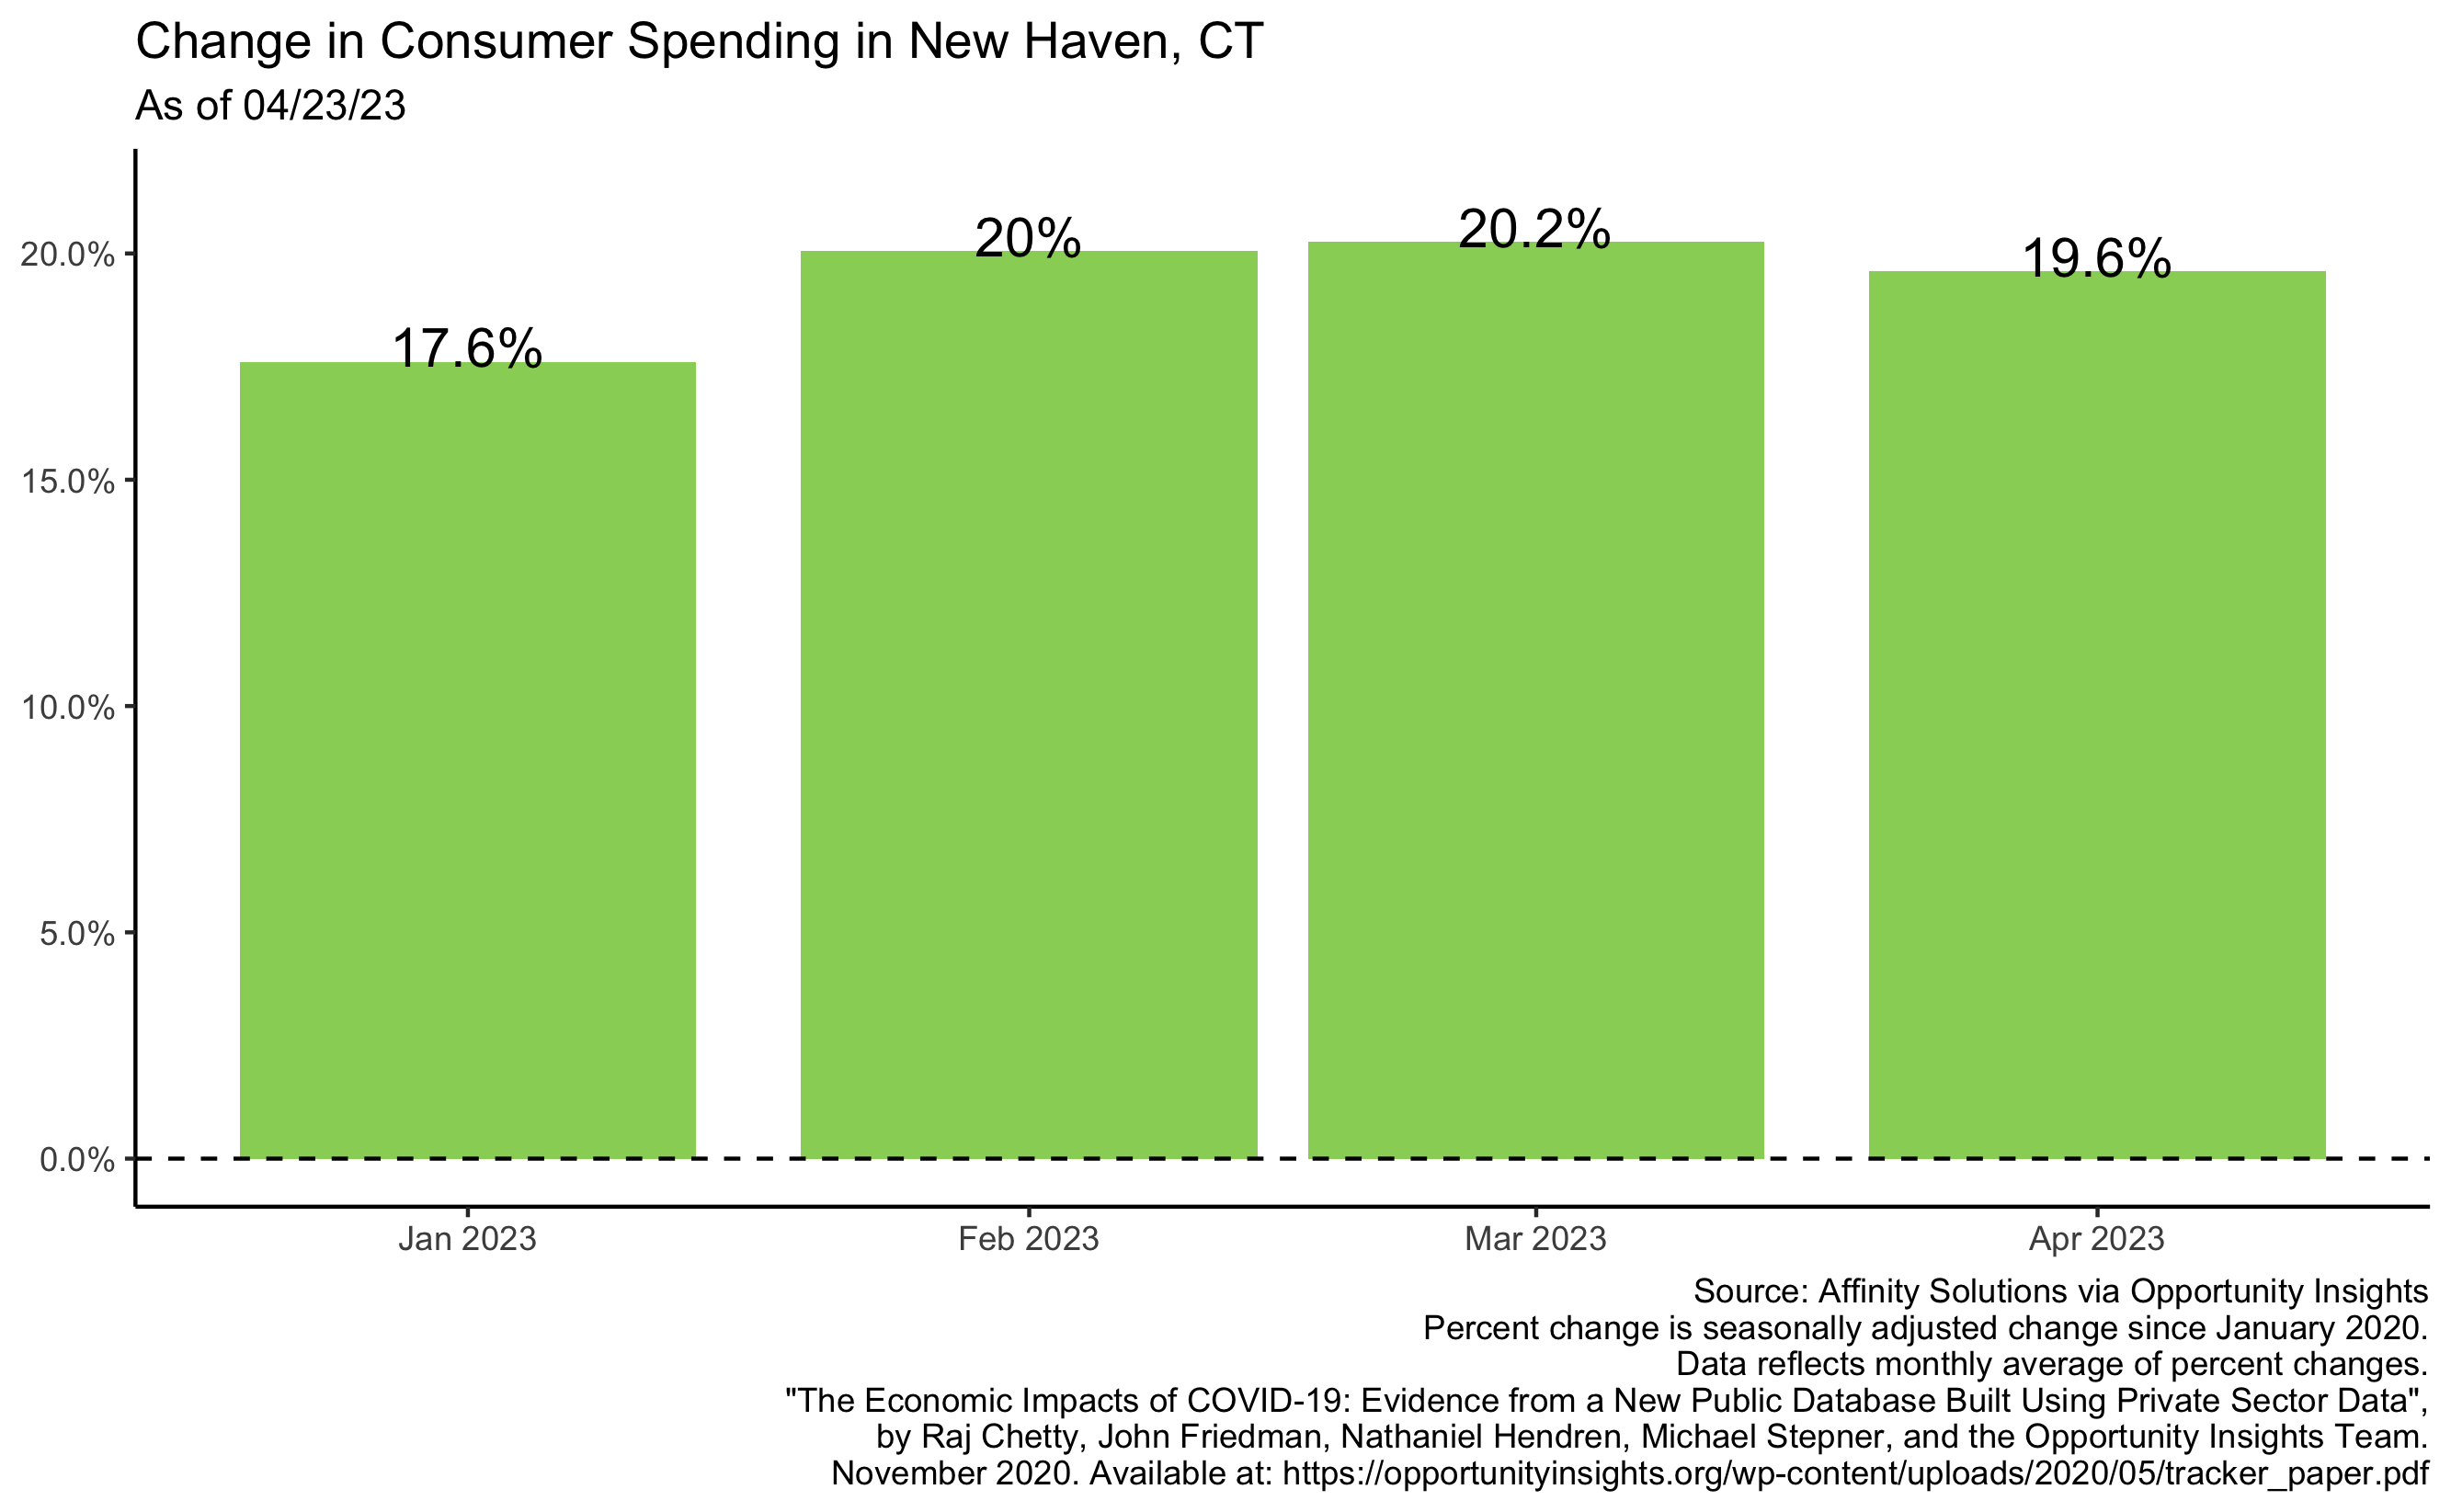 Change in Consumer Spending in New Haven, CT
As of 04/23/23
20.0%
15.0%
10.0%
5.0%
0.0%
17.6%
20%
20.2%
19.6%
Jan 2023
Feb 2023
Mar 2023
Apr 2023
Source: Affinity Solutions via Opportunity Insights
Percent change is seasonally adjusted change since January 2020.
Data reflects monthly average of percent changes.
"The Economic Impacts of COVID-19: Evidence from a New Public Database Built Using Private Sector Data",
by Raj Chetty, John Friedman, Nathaniel Hendren, Michael Stepner, and the Opportunity Insights Team.
November 2020. Available at: https://opportunityinsights.org/wp-content/uploads/2020/05/tracker_paper.pdf